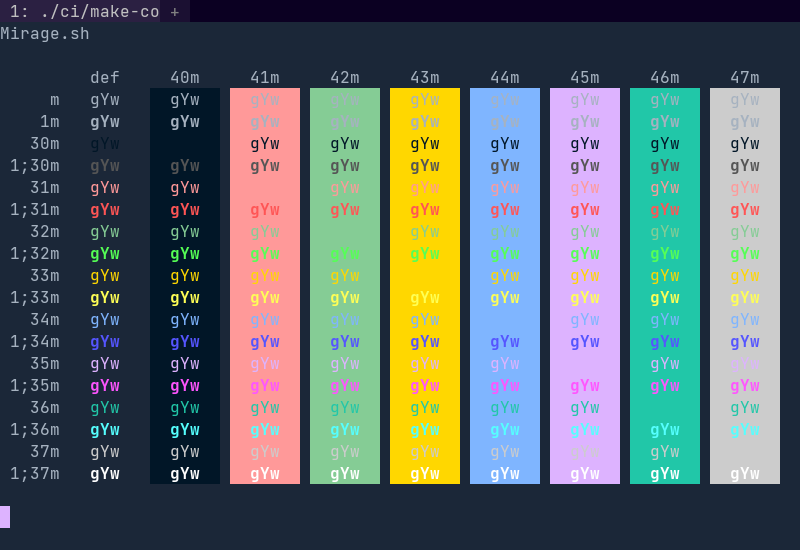 1: ./ci/make-co +
Mirage.sh
def 40m 41m 42m 43m 44m 45m 46m 47m
m gYw gYw gYw gYw gYw gYw gYw gYw gYw
1m gYw gYw gYw gYw gYw gYw gYw gYw gYw
30m gYw gYw gYw gYw gYw gYw gYw gYw
1;30m gYw gYw gYw gYw gYw gYw gYw gYw gYw
31m gYw gYw gYw gYw gYw gYw gYw gYw
1;31m gYw gYw gYw gYw gYw gYw gYw gYw gYw
32m gYw gYw gYw gYw gYw gYw gYw gYw
1;32m gYw gYw gYw gYw gYw gYw gYw gYw gYw
33m gYw gYw gYw gYw gYw gYw gYw gYw
1;33m gYw gYw gYw gYw gYw gYw gYw gYw gYw
34m gYw gYw gYw gYw gYw gYw gYw gYw
1;34m gYw gYw gYw gYw gYw gYw gYw gYw gYw
35m gYw gYw gYw gYw gYw gYw gYw gYw
1;35m gYw gYw gYw gYw gYw gYw gYw gYw gYw
36m gYw gYw gYw gYw gYw gYw gYw gYw
1;36m gYw gYw gYw gYw gYw gYw gYw gYw gYw
37m gYw gYw gYw gYw gYw gYw gYw gYw
1;37m gYw gYw gYw gYw gYw gYw gYw gYw gYw